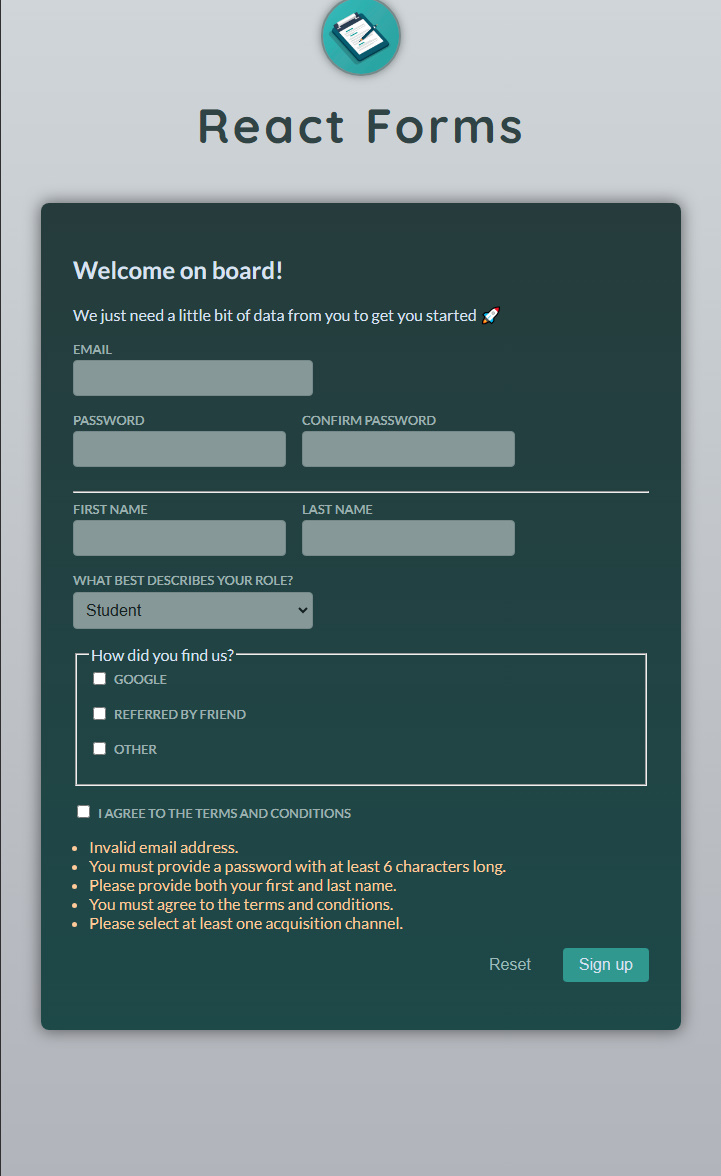 React Forms
Welcome on board!
We just need a little bit of data from you to get you started 🚀
EMAIL
PASSWORD CONFIRM PASSWORD
FIRST NAME LAST NAME
WHAT BEST DESCRIBES YOUR ROLE?
Student
How did you find us?
GOOGLE
REFERRED BY FRIEND
OTHER
I AGREE TO THE TERMS AND CONDITIONS
Invalid email address.
You must provide a password with at least 6 characters long.
Please provide both your first and last name.
You must agree to the terms and conditions.
Please select at least one acquisition channel.
Reset Sign up